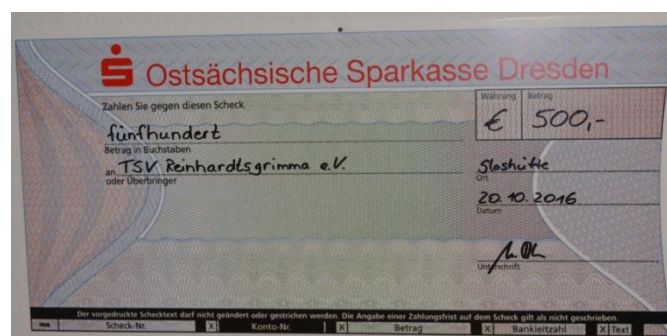 Ostsächsische Sparkasse Dresden
Zahlen Sie gegen diesen Scheck
Währung Betrag
€ 500,-
fünfhundert
Betrag in Buchstaben
an TSV Reinhardtsgrimma e.V.
oder Überbringer
Glashütte
Ort
20.10.2016
Datum
Unterschrift
Der vorgedruckte Schecktext darf nicht geändert oder gestrichen werden. Die Angabe einer Zahlungsfrist auf dem Scheck gilt als nicht geschrieben.
Scheck-Nr. X Konto-Nr. X Betrag X Bankleitzahl X Text